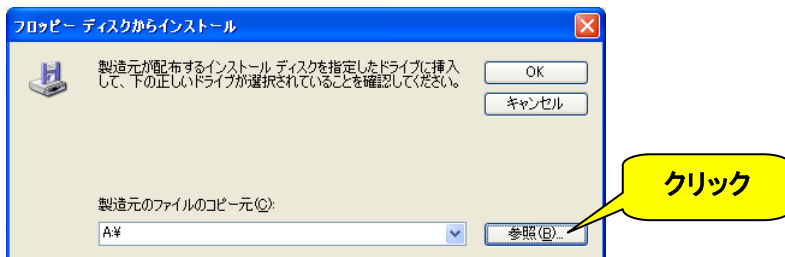 フロッピー ディスクからインストール
製造元が配布するインストール ディスクを指定したドライブに挿入
して、下の正しいドライブが選択されていることを確認してください。
OK
キャンセル
クリック
製造元のファイルのコピー元(C):
A:¥
参照(B)...